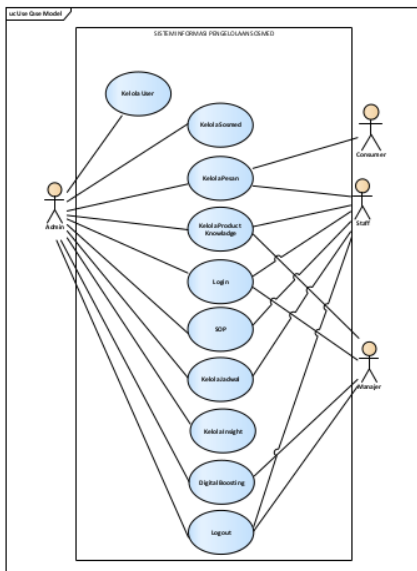 uc Use Case Model
SISTEM INFORMASI PENGELOLAAN SOSMED
Kelola User
Kelola Sosmed
Consumer
Kelola Pesan
Admin
Staff
Kelola Product
Knowladge
Login
SOP
Manajer
Kelola Jadwal
Kelola Insight
Digital Boosting
Logout